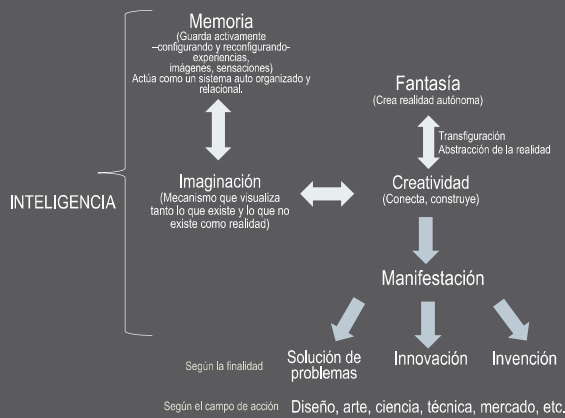 Memoria
(Guarda activamente
–configurando y reconfigurando-
experiencias,
imágenes, sensaciones)
Actúa como un sistema auto organizado y
relacional.
Fantasía
(Crea realidad autónoma)
Transfiguración
Abstracción de la realidad
INTELIGENCIA
Imaginación
(Mecanismo que visualiza
tanto lo que existe y lo que no
existe como realidad)
Creatividad
(Conecta, construye)
Manifestación
Según la finalidad
Solución de
problemas
Innovación
Invención
Según el campo de acción
Diseño, arte, ciencia, técnica, mercado, etc.